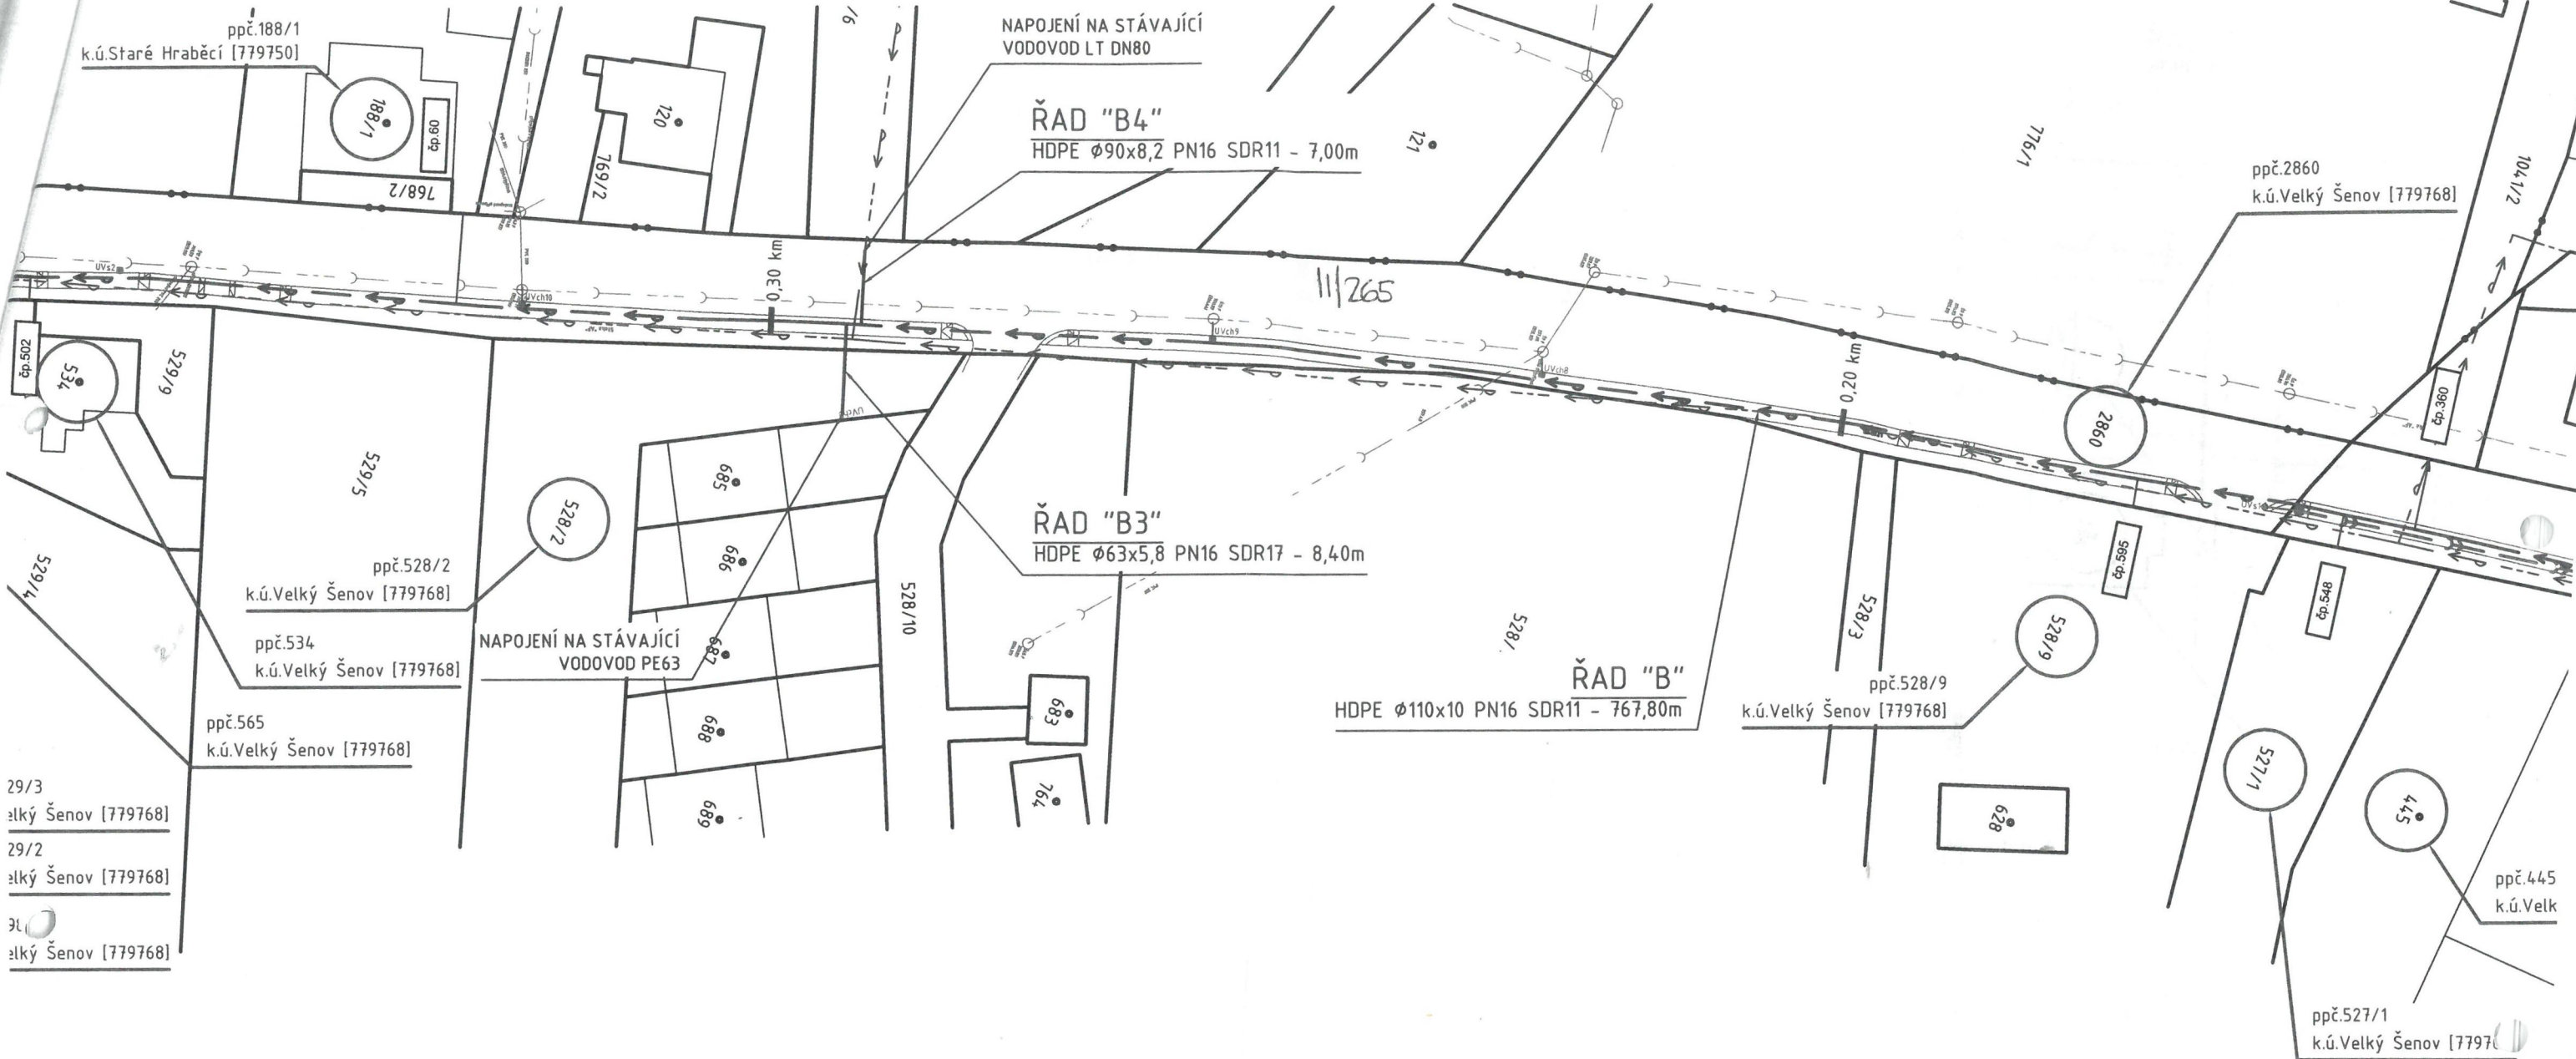 ppč.188/1
k.ú.Staré Hraběcí [779750]
188/1
čp.60
768/2
120
769/2
/6
NAPOJENÍ NA STÁVAJÍCÍ
VODOVOD LT DN80
ŘAD "B4"
HDPE Ø90x8,2 PN16 SDR11 - 7,00m
121
776/1
1041/2
ppč.2860
k.ú.Velký Šenov [779768]
II/265
UVs2
UVch10
0,30 km
UVch9
UVch8
0,20 km
2860
čp.360
čp.502
534
529/9
529/5
529/4
528/2
ppč.528/2
k.ú.Velký Šenov [779768]
ppč.534
k.ú.Velký Šenov [779768]
ppč.565
k.ú.Velký Šenov [779768]
NAPOJENÍ NA STÁVAJÍCÍ
VODOVOD PE63
685
686
687
688
689
528/10
ŘAD "B3"
HDPE Ø63x5,8 PN16 SDR17 - 8,40m
683
764
528/
ŘAD "B"
HDPE Ø110x10 PN16 SDR11 - 767,80m
528/3
čp.595
čp.548
528/9
ppč.528/9
k.ú.Velký Šenov [779768]
628
527/1
445
29/3
elký Šenov [779768]
29/2
elký Šenov [779768]
elký Šenov [779768]
ppč.445
k.ú.Velk
ppč.527/1
k.ú.Velký Šenov [7797